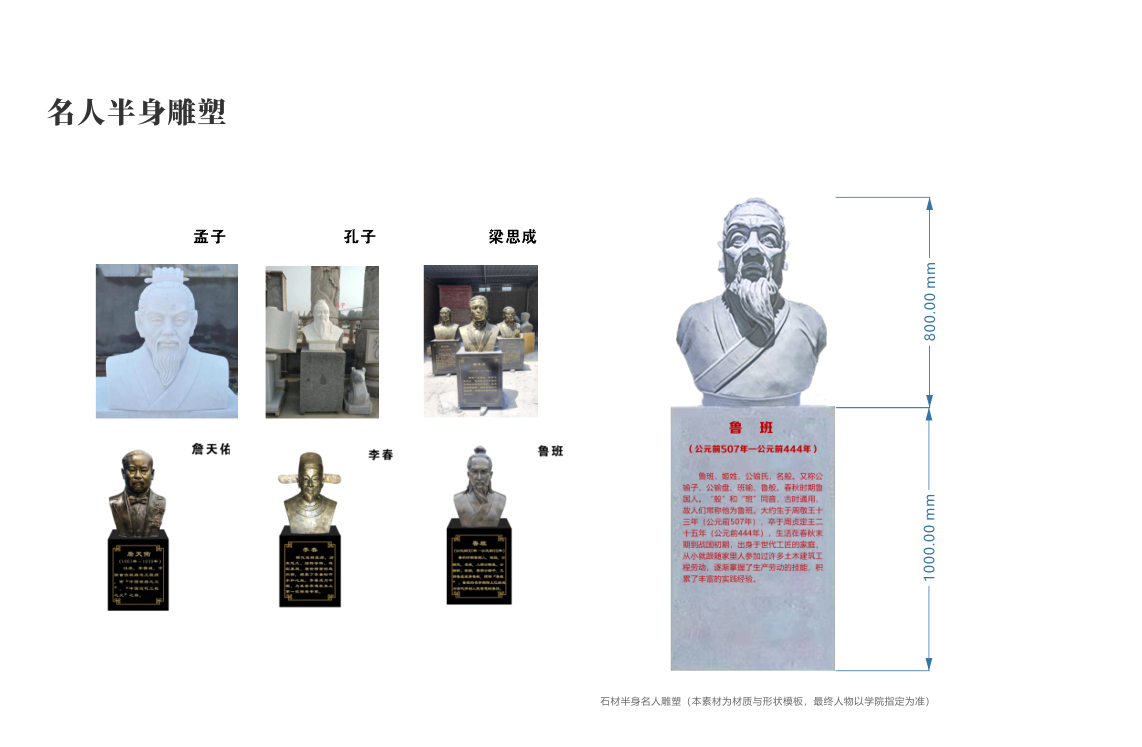 名人半身雕塑
孟子
孔子
梁思成
詹天佑
李春
鲁班
詹天佑
李春
鲁班
800.00 mm
1000.00 mm
鲁 班
（公元前507年—公元前444年）
鲁班，姬姓，公输氏，名般。又称公
输子、公输盘、班输、鲁般。春秋时期鲁
国人。“般”和“班”同音，古时通用，
故人们常称他为鲁班。大约生于周敬王十
三年（公元前507年），卒于周贞定王二
十五年（公元前444年），生活在春秋末
期到战国初期，出身于世代工匠的家庭，
从小就跟随家里人参加过许多土木建筑工
程劳动，逐渐掌握了生产劳动的技能，积
累了丰富的实践经验。
石材半身名人雕塑（本素材为材质与形状模板，最终人物以学院指定为准）